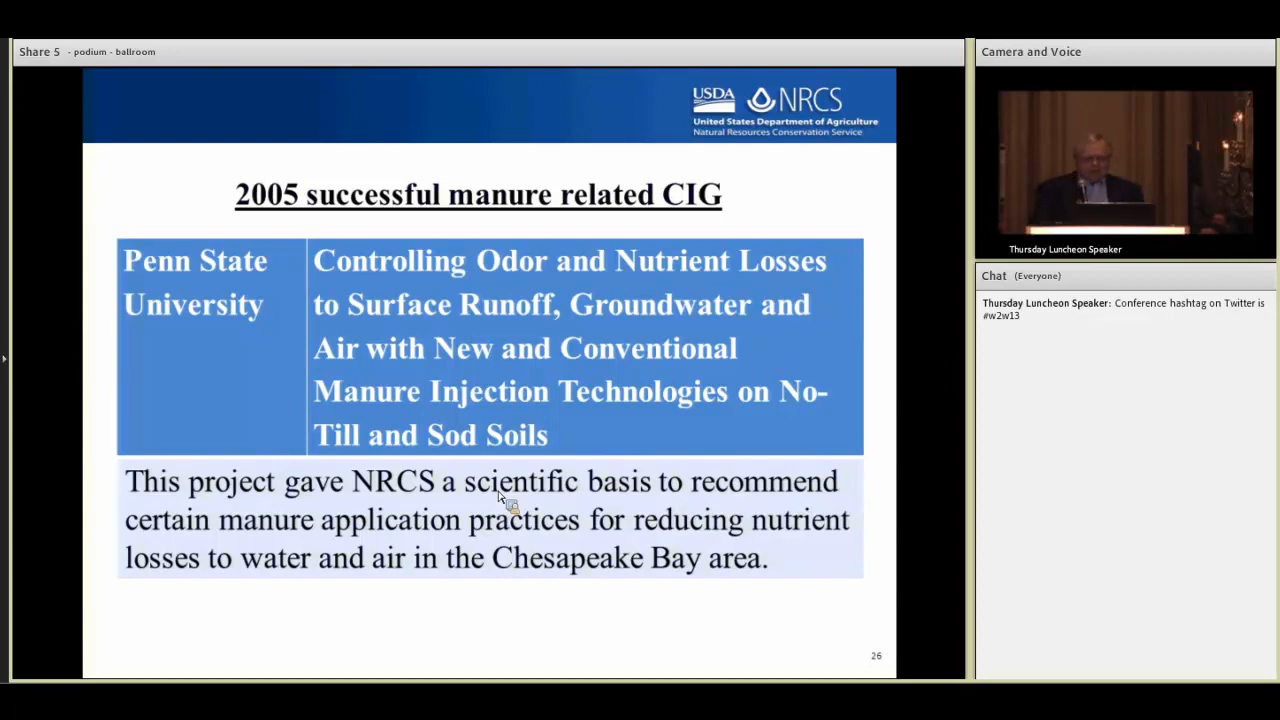 Share 5 - podium - ballroom
USDA NRCS
United States Department of Agriculture
Natural Resources Conservation Service
2005 successful manure related CIG
Penn State
University
Controlling Odor and Nutrient Losses
to Surface Runoff, Groundwater and
Air with New and Conventional
Manure Injection Technologies on No-
Till and Sod Soils
This project gave NRCS a scientific basis to recommend
certain manure application practices for reducing nutrient
losses to water and air in the Chesapeake Bay area.
26
Camera and Voice
Thursday Luncheon Speaker
Chat (Everyone)
Thursday Luncheon Speaker: Conference hashtag on Twitter is
#w2w13